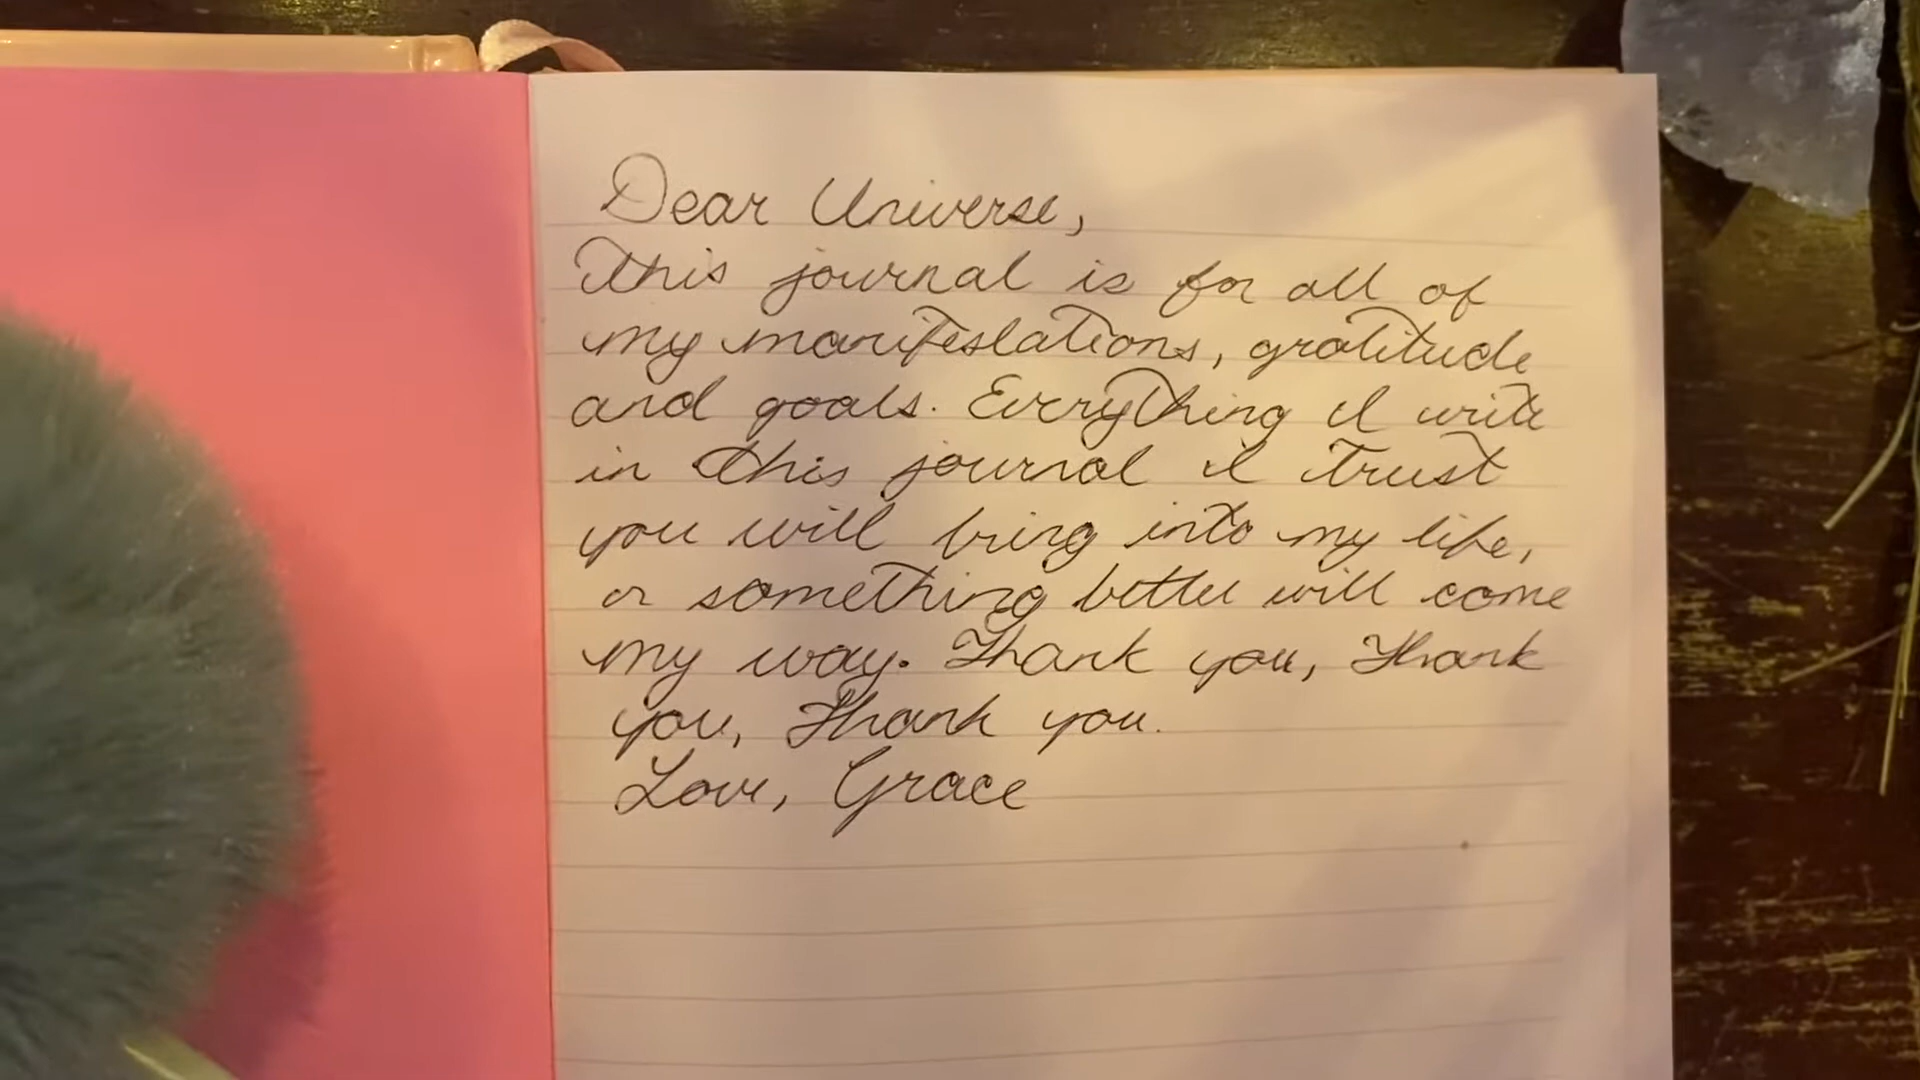 Dear Universe,
This journal is for all of
my manifestations, gratitude
and goals. Everything I write
in this journal I trust
you will bring into my life,
or something better will come
my way. Thank you, Thank
you, Thank you.
Love, Grace